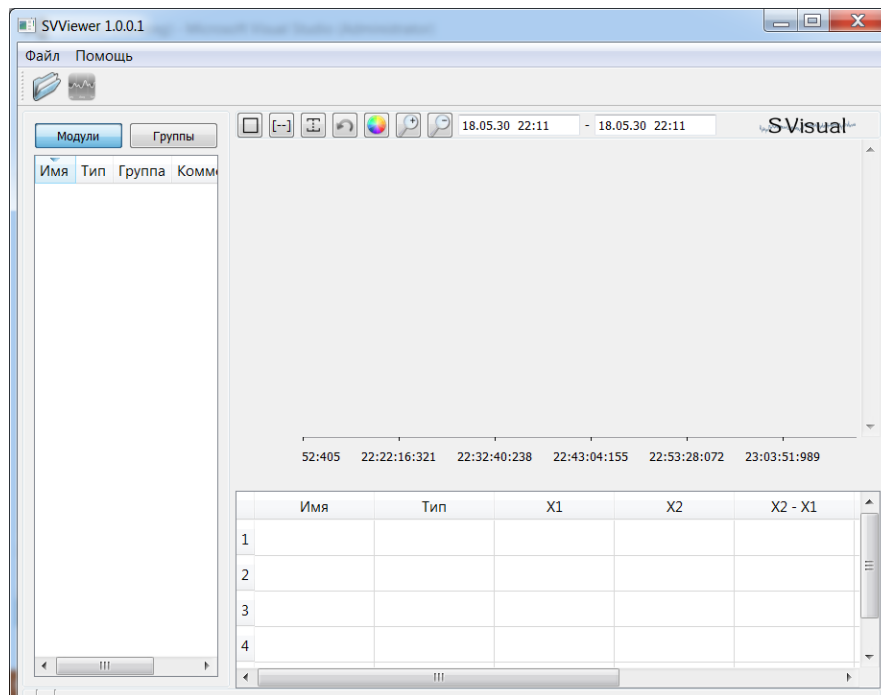 SVViewer 1.0.0.1
Файл Помощь
Модули Группы
Имя Тип Группа Комм
[--] 18.05.30 22:11 - 18.05.30 22:11 SVisual
52:405 22:22:16:321 22:32:40:238 22:43:04:155 22:53:28:072 23:03:51:989
Имя Тип X1 X2 X2 - X1
1
2
3
4